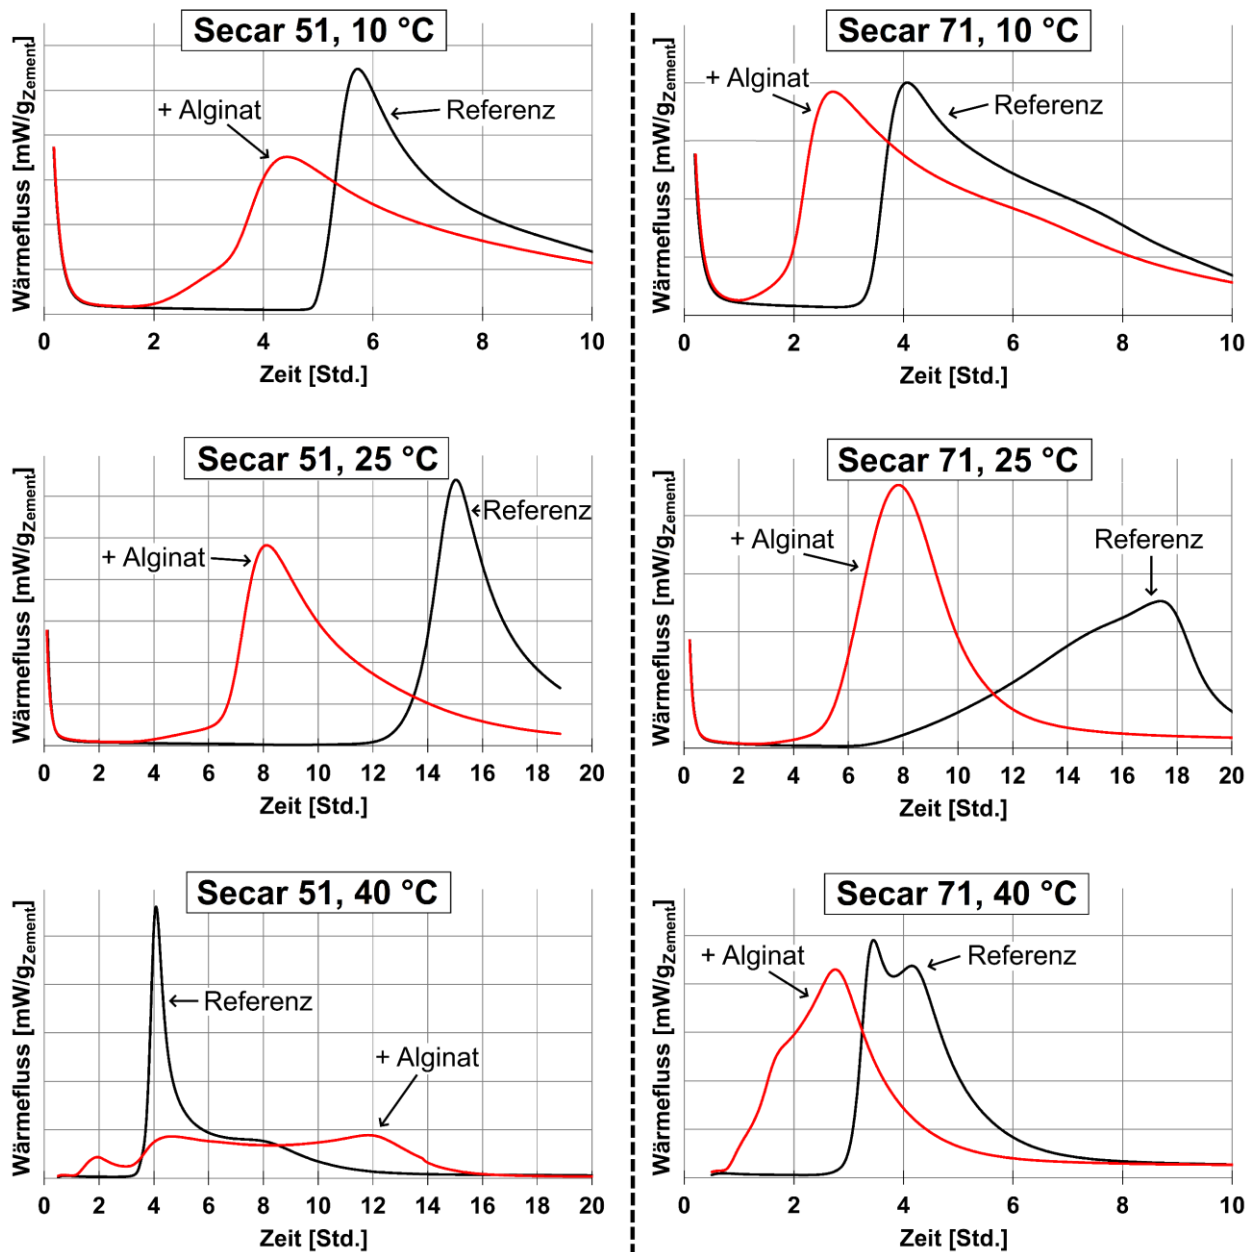 Secar 51, 10 °C
Wärmefluss [mW/gZement]
+ Alginat
Referenz
0 2 4 6 8 10
Zeit [Std.]
Secar 71, 10 °C
Wärmefluss [mW/gZement]
+ Alginat
Referenz
0 2 4 6 8 10
Zeit [Std.]
Secar 51, 25 °C
Wärmefluss [mW/gZement]
+ Alginat
Referenz
0 2 4 6 8 10 12 14 16 18 20
Zeit [Std.]
Secar 71, 25 °C
Wärmefluss [mW/gZement]
+ Alginat
Referenz
0 2 4 6 8 10 12 14 16 18 20
Zeit [Std.]
Secar 51, 40 °C
Wärmefluss [mW/gZement]
Referenz
+ Alginat
0 2 4 6 8 10 12 14 16 18 20
Zeit [Std.]
Secar 71, 40 °C
Wärmefluss [mW/gZement]
+ Alginat
Referenz
0 2 4 6 8 10
Zeit [Std.]